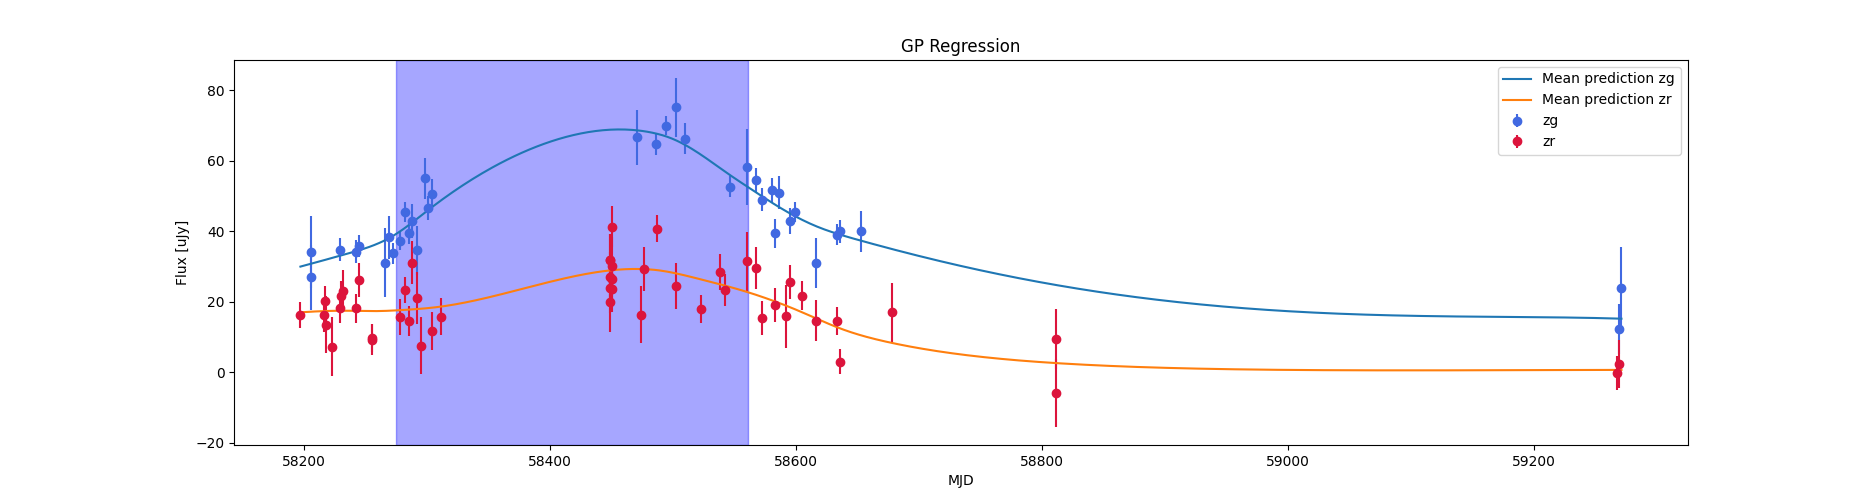 GP Regression
Mean prediction zg
Mean prediction zr
zg
zr
Flux [uJy]
80
60
40
20
0
−20
58200
58400
58600
58800
59000
59200
MJD